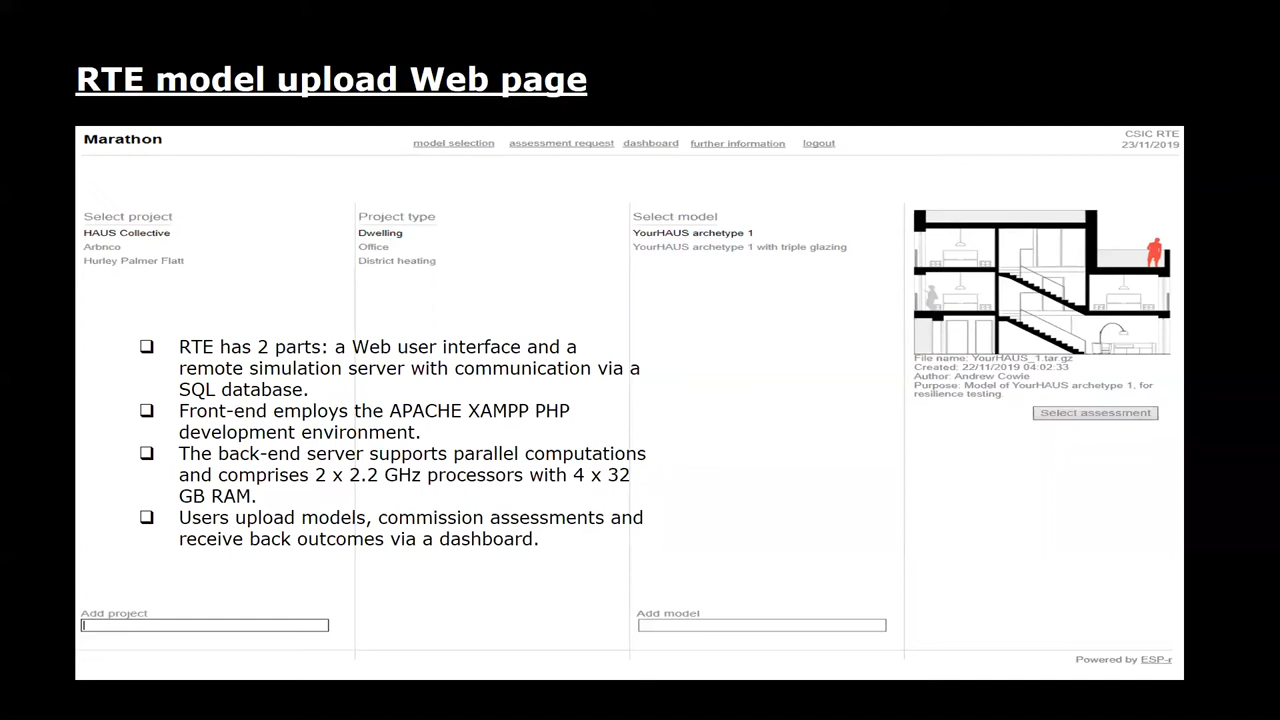 RTE model upload Web page
Marathon
model selection assessment request dashboard further information logout
CSIC RTE
23/11/2019
Select project
HAUS Collective
Arbnco
Hurley Palmer Flatt
Project type
Dwelling
Office
District heating
Select model
YourHAUS archetype 1
YourHAUS archetype 1 with triple glazing
File name: YourHAUS_1.tar.gz
Created: 22/11/2019 04:02:33
Author: Andrew Cowie
Purpose: Model of YourHAUS archetype 1, for
resilience testing.
Select assessment
RTE has 2 parts: a Web user interface and a
remote simulation server with communication via a
SQL database.
Front-end employs the APACHE XAMPP PHP
development environment.
The back-end server supports parallel computations
and comprises 2 x 2.2 GHz processors with 4 x 32
GB RAM.
Users upload models, commission assessments and
receive back outcomes via a dashboard.
Add project
Add model
Powered by ESP-r